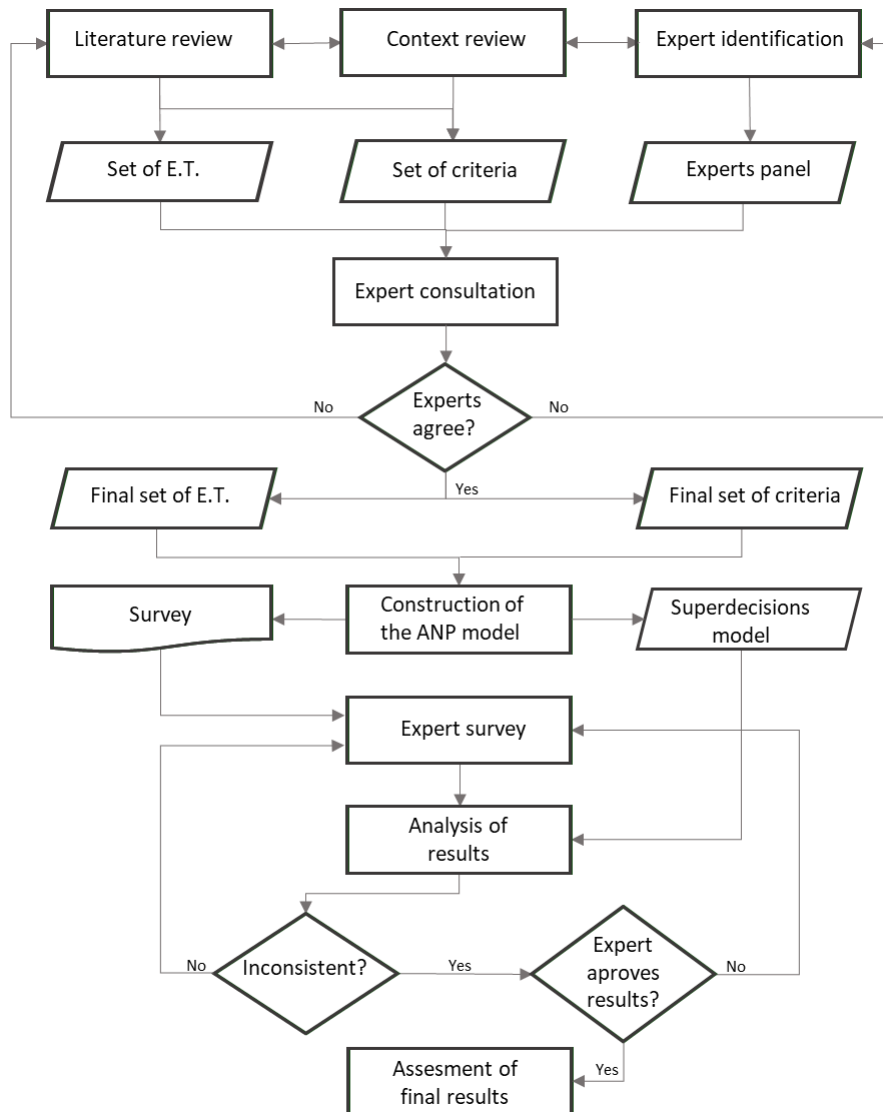 Literature review
Context review
Expert identification
Set of E.T.
Set of criteria
Experts panel
Expert consultation
No
Experts
agree?
No
Yes
Final set of E.T.
Final set of criteria
Survey
Construction of
the ANP model
Superdecisions
model
Expert survey
Analysis of
results
No
Inconsistent?
Yes
Expert
aproves
results?
No
Yes
Assesment of
final results